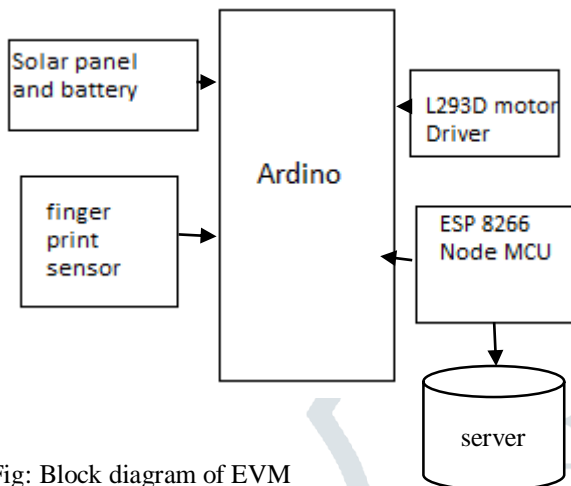 Solar panel
and battery
finger
print
sensor
Ardino
L293D motor
Driver
ESP 8266
Node MCU
server
Fig: Block diagram of EVM